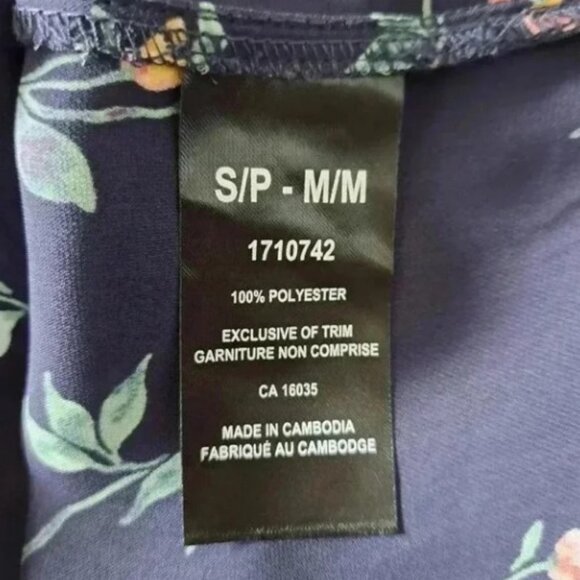 S/P - M/M
1710742
100% POLYESTER
EXCLUSIVE OF TRIM
GARNITURE NON COMPRISE
CA 16035
MADE IN CAMBODIA
FABRIQUÉ AU CAMBODGE